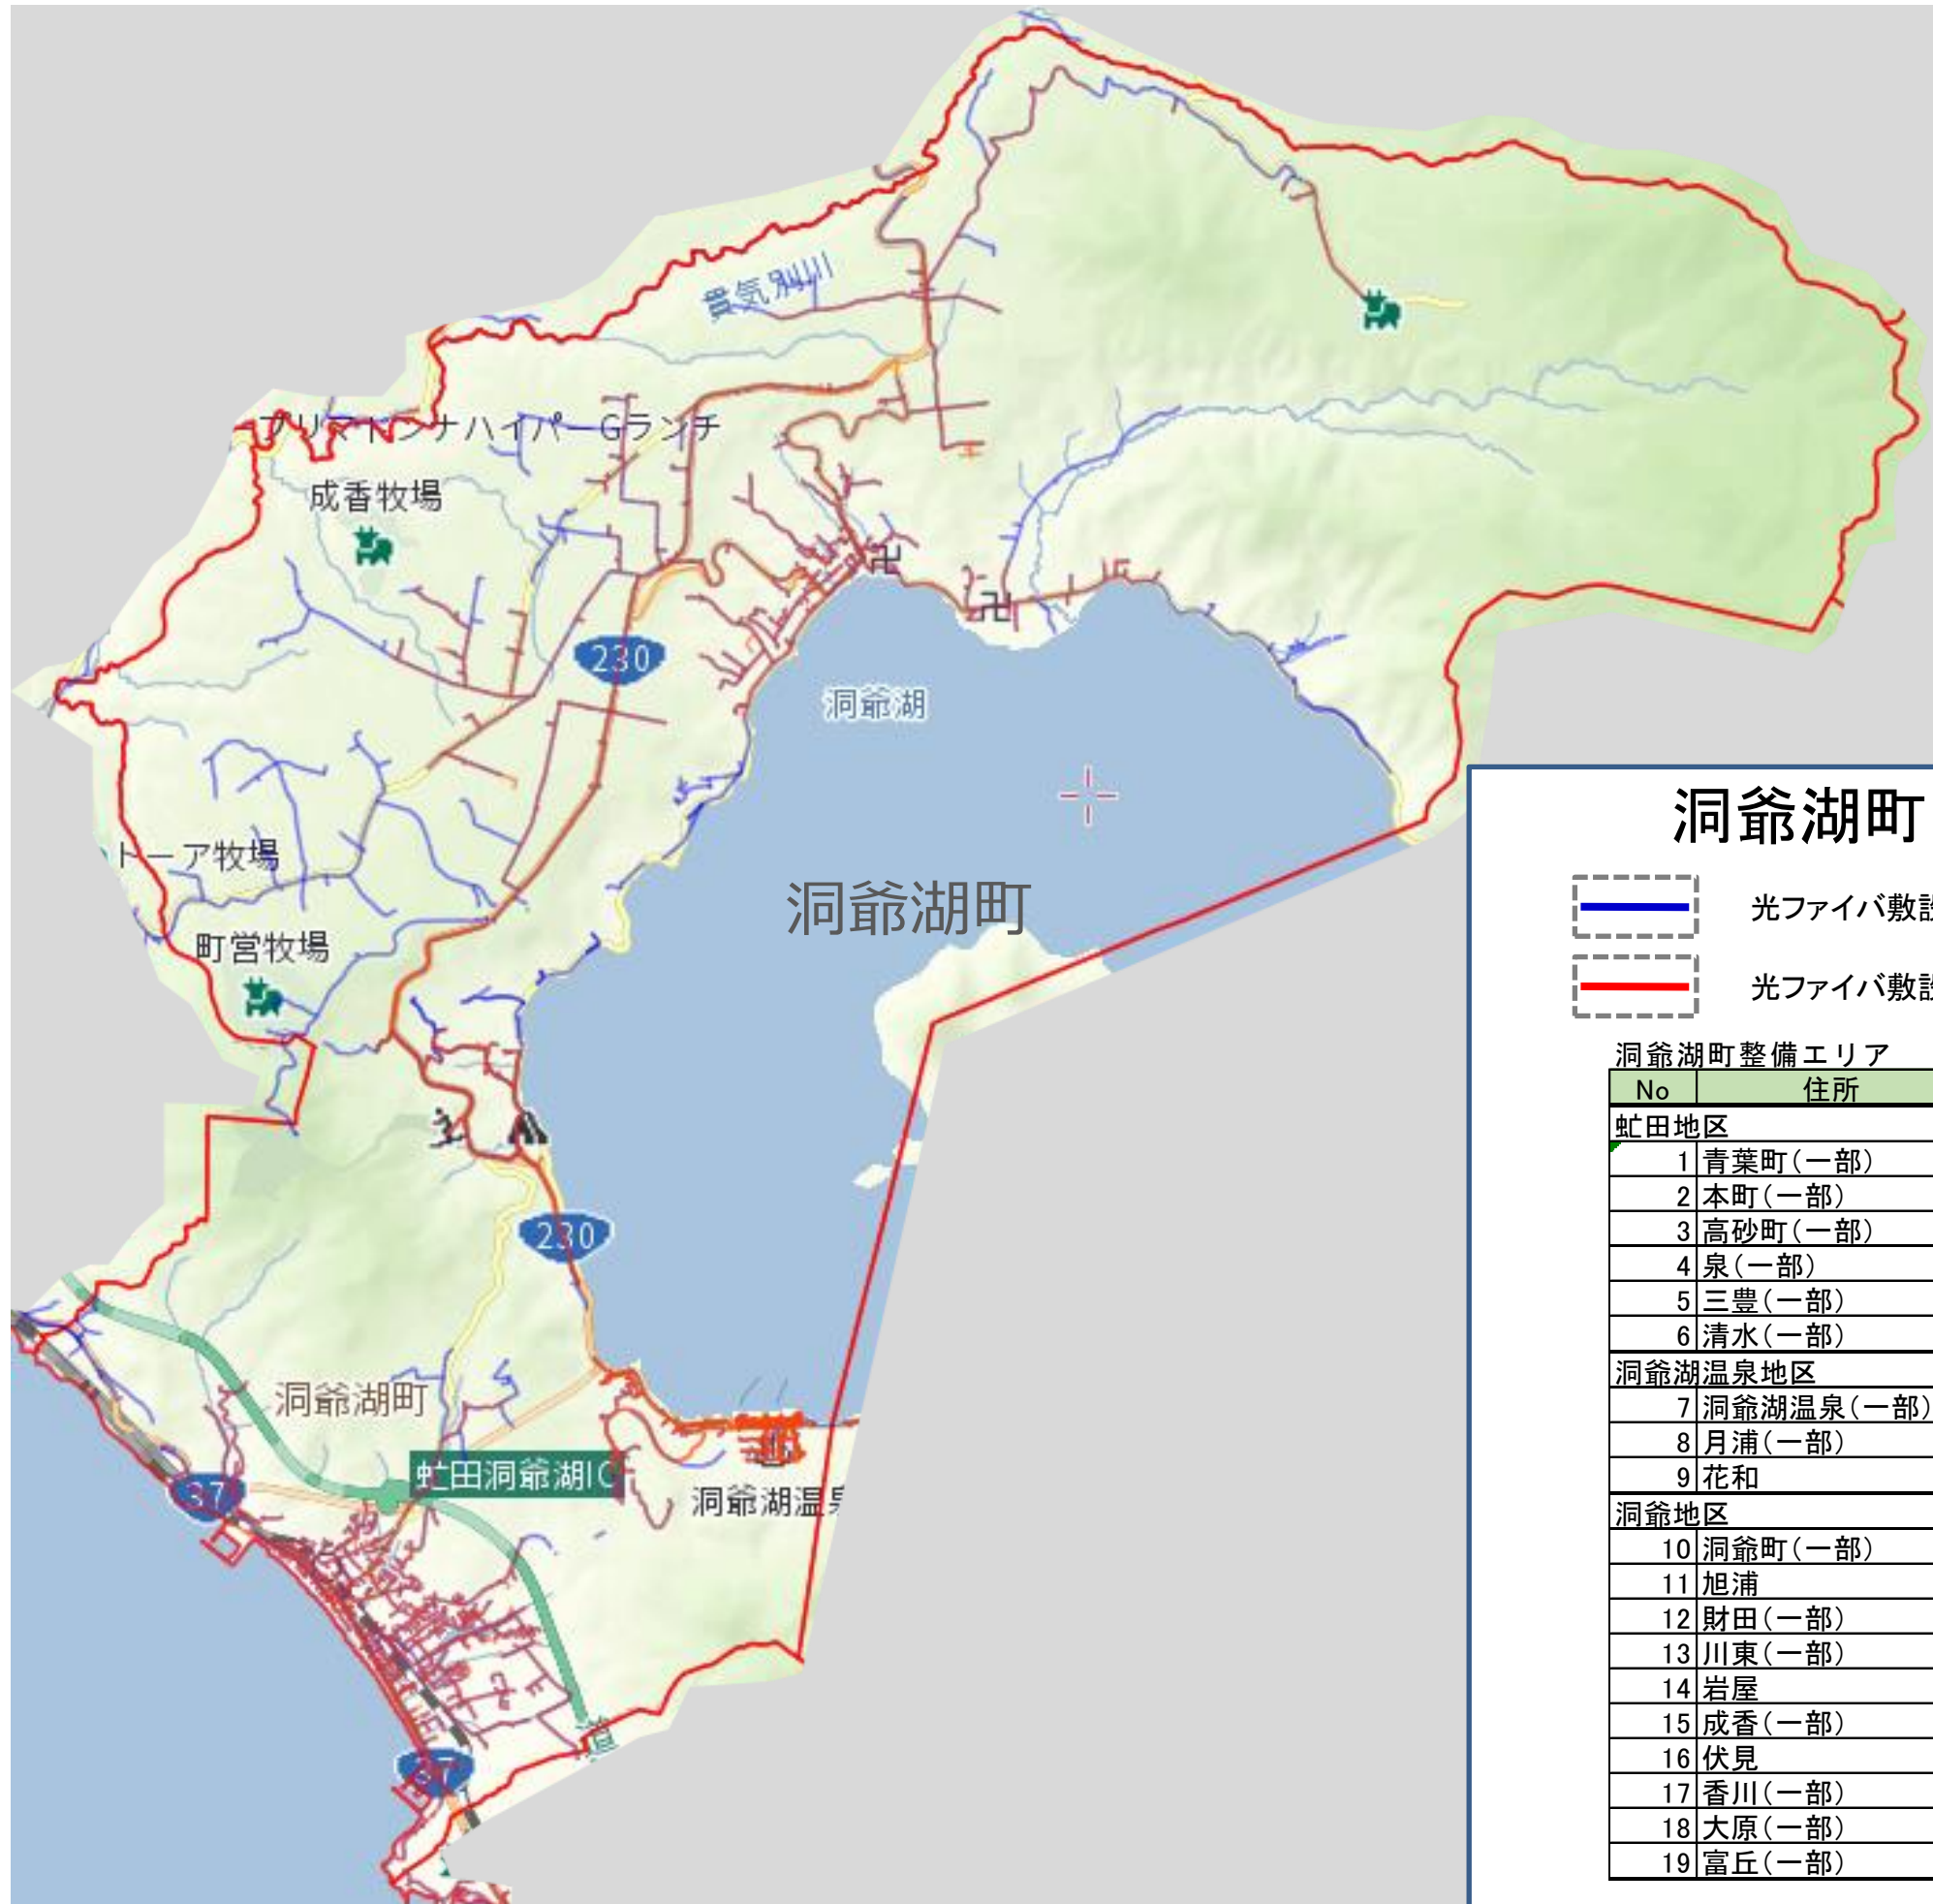 貫気別川
プリマドンナハイパーGランチ
成香牧場
卍
卍
230
洞爺湖
トーア牧場
洞爺湖町
町営牧場
230
洞爺湖町
虻田洞爺湖IC
37
洞爺湖温泉
37
道
洞爺湖町
光ファイバ敷設
光ファイバ敷設
洞爺湖町整備エリア
No 住所
虻田地区
1 青葉町(一部)
2 本町(一部)
3 高砂町(一部)
4 泉(一部)
5 三豊(一部)
6 清水(一部)
洞爺湖温泉地区
7 洞爺湖温泉(一部)
8 月浦(一部)
9 花和
洞爺地区
10 洞爺町(一部)
11 旭浦
12 財田(一部)
13 川東(一部)
14 岩屋
15 成香(一部)
16 伏見
17 香川(一部)
18 大原(一部)
19 富丘(一部)